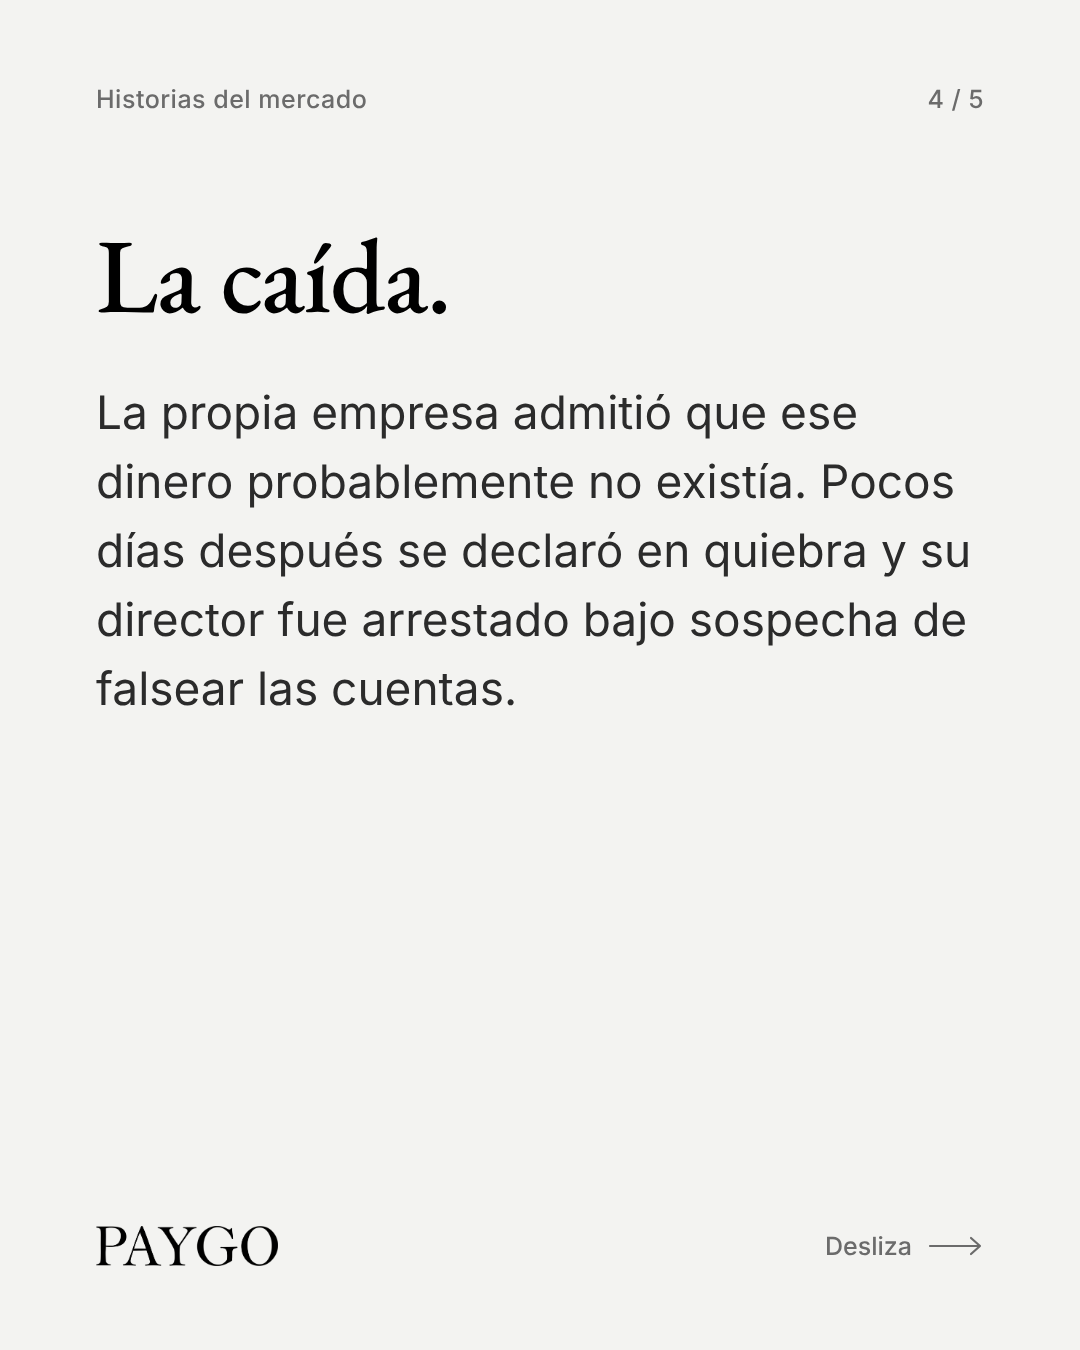 Historias del mercado
4 / 5
La caída.
La propia empresa admitió que ese
dinero probablemente no existía. Pocos
días después se declaró en quiebra y su
director fue arrestado bajo sospecha de
falsear las cuentas.
PAYGO
Desliza